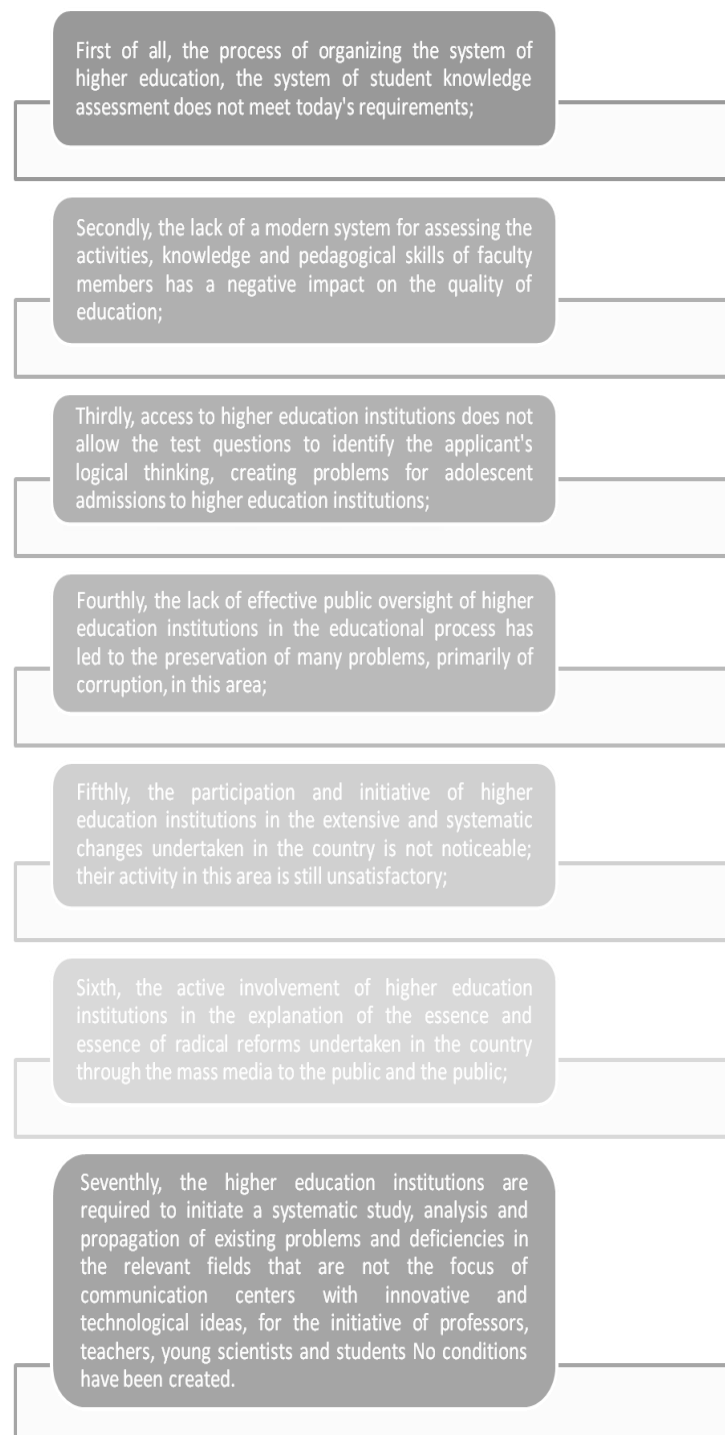 First of all, the process of organizing the system of
higher education, the system of student knowledge
assessment does not meet today's requirements;
Secondly, the lack of a modern system for assessing the
activities, knowledge and pedagogical skills of faculty
members has a negative impact on the quality of
education;
Thirdly, access to higher education institutions does not
allow the test questions to identify the applicant's
logical thinking, creating problems for adolescent
admissions to higher education institutions;
Fourthly, the lack of effective public oversight of higher
education institutions in the educational process has
led to the preservation of many problems, primarily of
corruption, in this area;
Fifthly, the participation and initiative of higher
education institutions in the extensive and systematic
changes undertaken in the country is not noticeable;
their activity in this area is still unsatisfactory;
Sixth, the active involvement of higher education
institutions in the explanation of the essence and
essence of radical reforms undertaken in the country
through the mass media to the public and the public;
Seventhly, the higher education institutions are
required to initiate a systematic study, analysis and
propagation of existing problems and deficiencies in
the relevant fields that are not the focus of
communication centers with innovative and
technological ideas, for the initiative of professors,
teachers, young scientists and students No conditions
have been created.